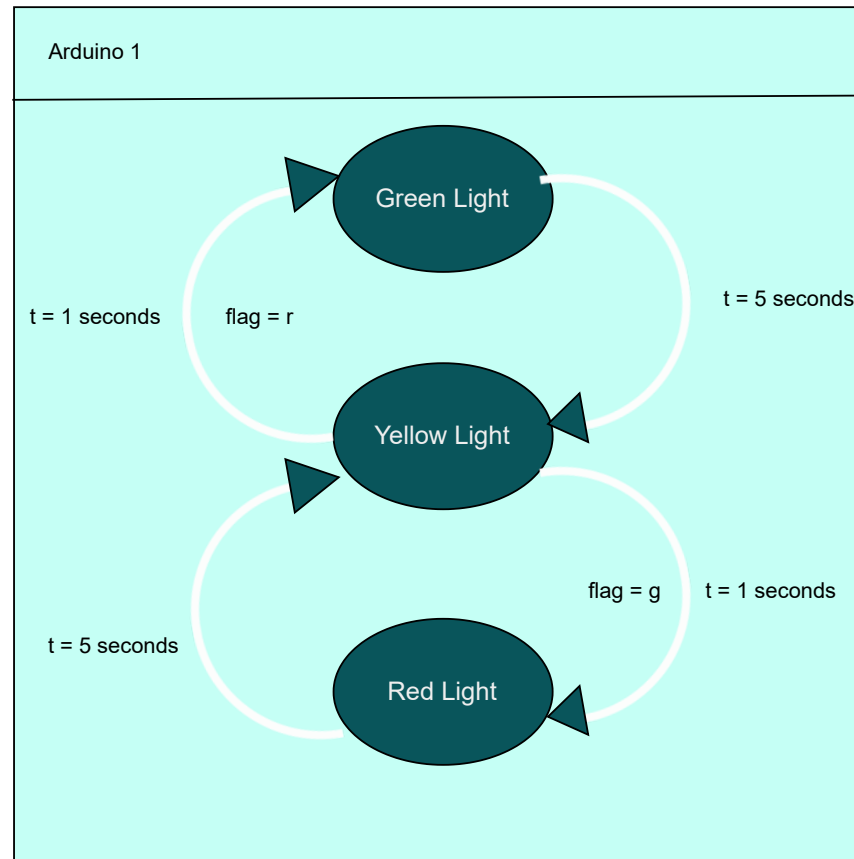 Arduino 1
Green Light
t = 5 seconds
t = 1 seconds
flag = r
Yellow Light
flag = g
t = 1 seconds
t = 5 seconds
Red Light